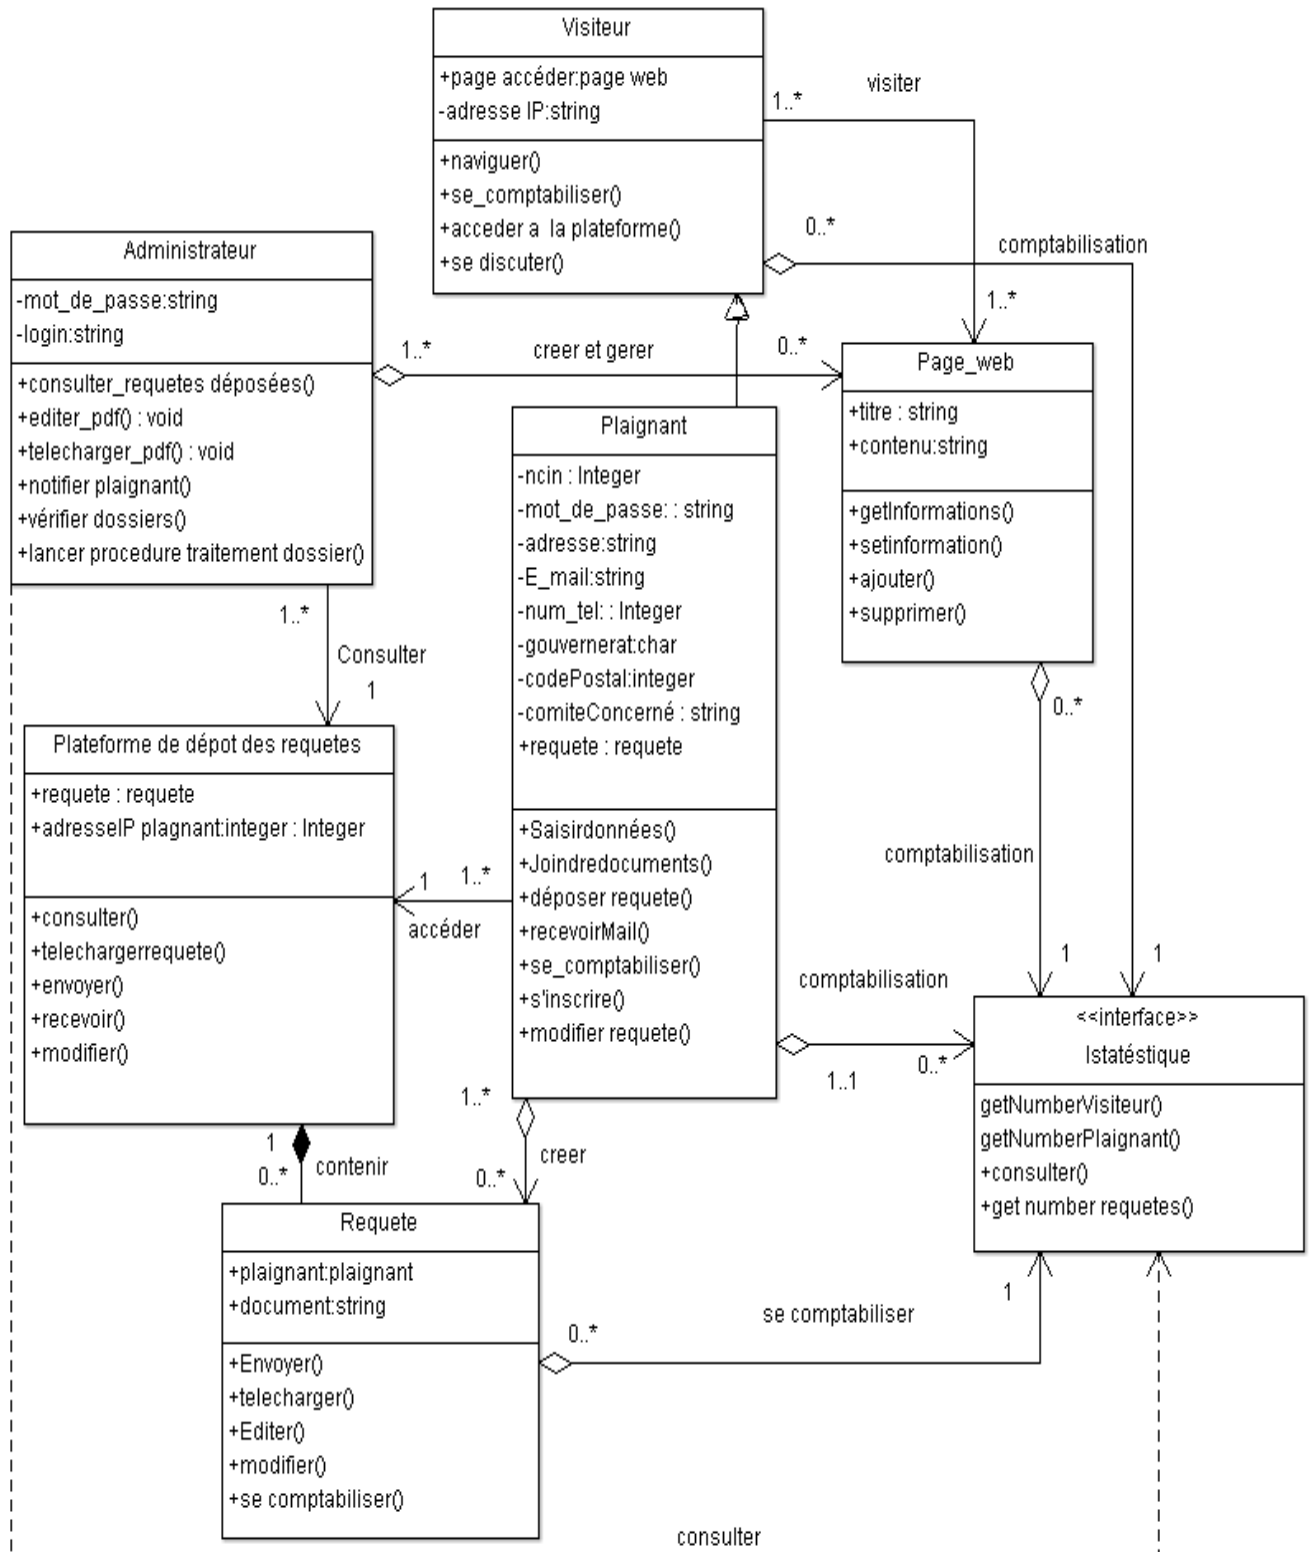 Visiteur
+page accéder:page web
-adresse IP:string
+naviguer()
+se_comptabiliser()
+acceder a la plateforme()
+se discuter()
visiter
1..*
1..*
0..*
comptabilisation
1
Administrateur
-mot_de_passe:string
-login:string
+consulter_requetes déposées()
+editer_pdf() : void
+telecharger_pdf() : void
+notifier plaignant()
+vérifier dossiers()
+lancer procedure traitement dossier()
1..*
creer et gerer
0..*
Page_web
+titre : string
+contenu:string
+getInformations()
+setinformation()
+ajouter()
+supprimer()
0..*
comptabilisation
1
Plaignant
-ncin : Integer
-mot_de_passe: : string
-adresse:string
-E_mail:string
-num_tel: : Integer
-gouvernerat:char
-codePostal:integer
-comiteConcerné : string
+requete : requete
+Saisirdonnées()
+Joindredocuments()
+déposer requete()
+recevoirMail()
+se_comptabiliser()
+s'inscrire()
+modifier requete()
1..*
Consulter
1
Plateforme de dépot des requetes
+requete : requete
+adresseIP plagnant:integer : Integer
+consulter()
+telechargerrequete()
+envoyer()
+recevoir()
+modifier()
1
1..*
accéder
comptabilisation
1..1
0..*
<<interface>>
Istatéstique
getNumberVisiteur()
getNumberPlaignant()
+consulter()
+get number requetes()
1
0..*
contenir
1..*
creer
0..*
Requete
+plaignant:plaignant
+document:string
+Envoyer()
+telecharger()
+Editer()
+modifier()
+se comptabiliser()
0..*
se comptabiliser
1
consulter